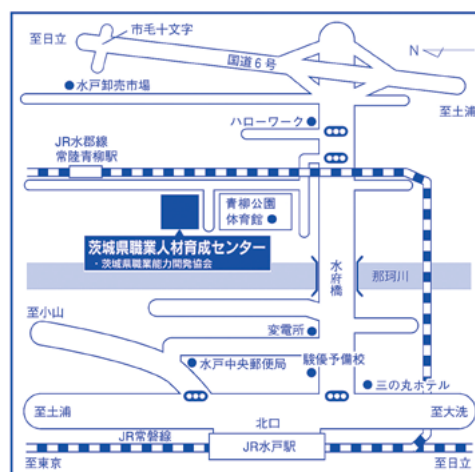 市毛十文字
至日立
国道6号
N
水戸卸売市場
至土浦
ハローワーク
JR水郡線
常陸青柳駅
青柳公園
体育館
茨城県職業人材育成センター
・茨城県職業能力開発協会
水府橋
那珂川
至小山
変電所
水戸中央郵便局
駿優予備校
三の丸ホテル
至土浦
北口
至大洗
JR常磐線
JR水戸駅
至東京
至日立